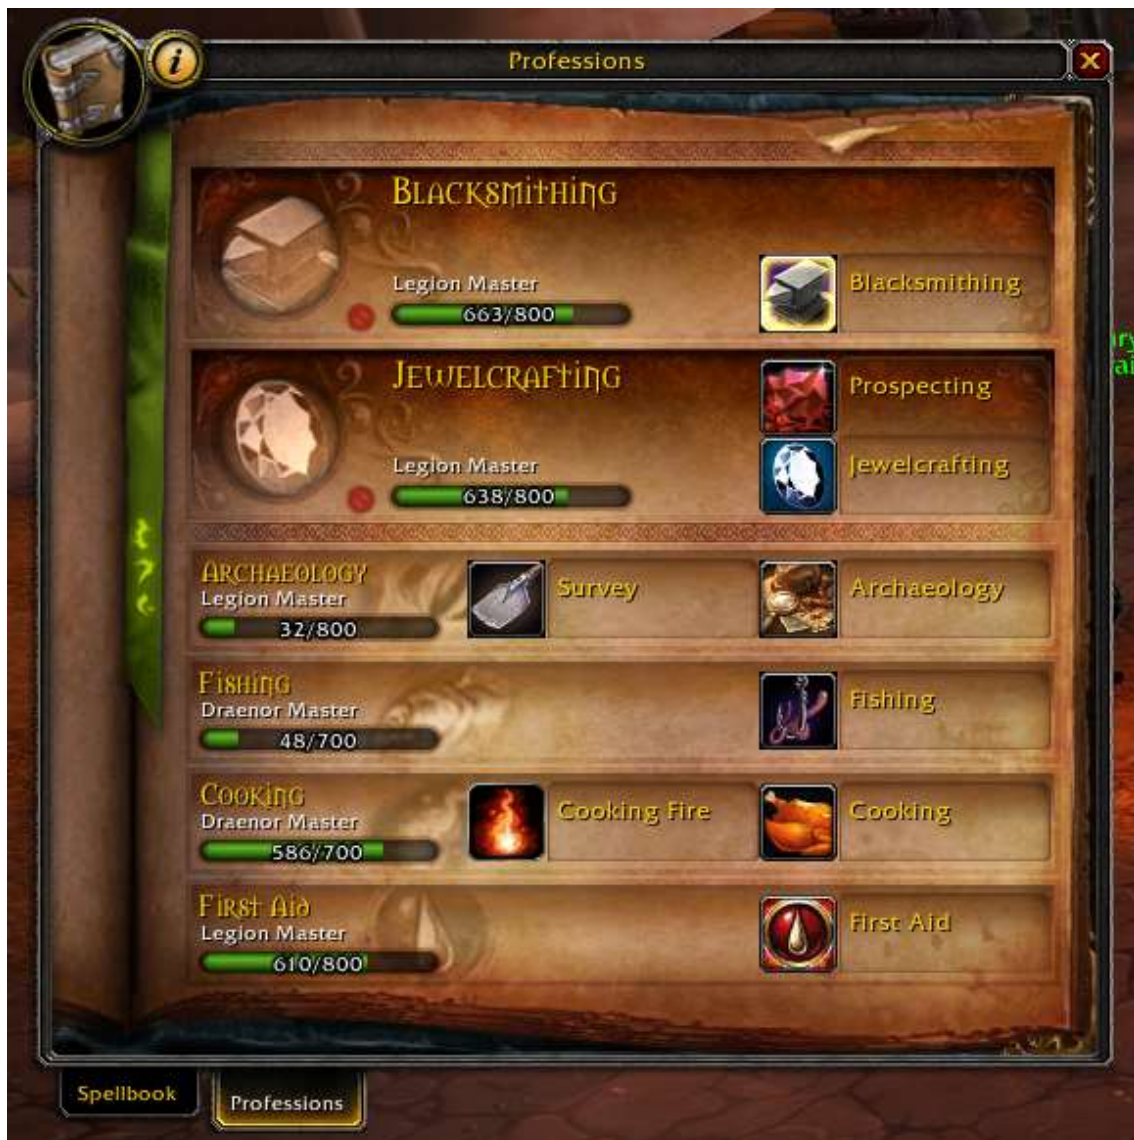 Professions
Blacksmithing
Legion Master
663/800
Blacksmithing
Jewelcrafting
Legion Master
638/800
Prospecting
Jewelcrafting
Archaeology
Legion Master
32/800
Survey
Archaeology
Fishing
Draenor Master
48/700
Fishing
Cooking
Draenor Master
586/700
Cooking Fire
Cooking
First Aid
Legion Master
610/800
First Aid
Spellbook
Professions